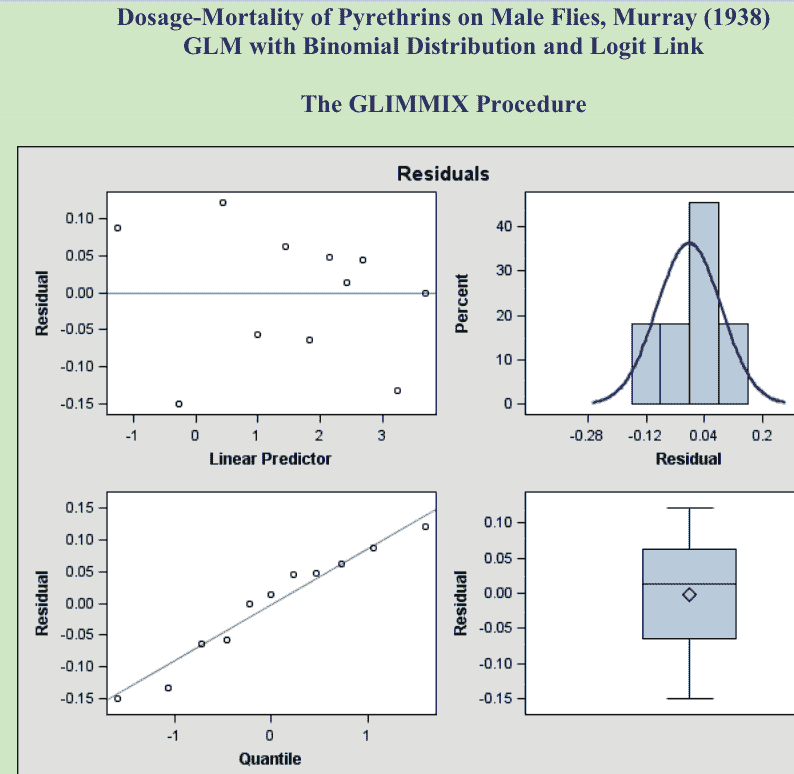 Dosage-Mortality of Pyrethrins on Male Flies, Murray (1938)
GLM with Binomial Distribution and Logit Link
The GLIMMIX Procedure
Residuals
Residual
0.10
0.05
0.00
-0.05
-0.10
-0.15
-1 0 1 2 3
Linear Predictor
Percent
40
30
20
10
0
-0.28 -0.12 0.04 0.2
Residual
Residual
0.15
0.10
0.05
0.00
-0.05
-0.10
-0.15
-1 0 1
Quantile
Residual
0.10
0.05
0.00
-0.05
-0.10
-0.15